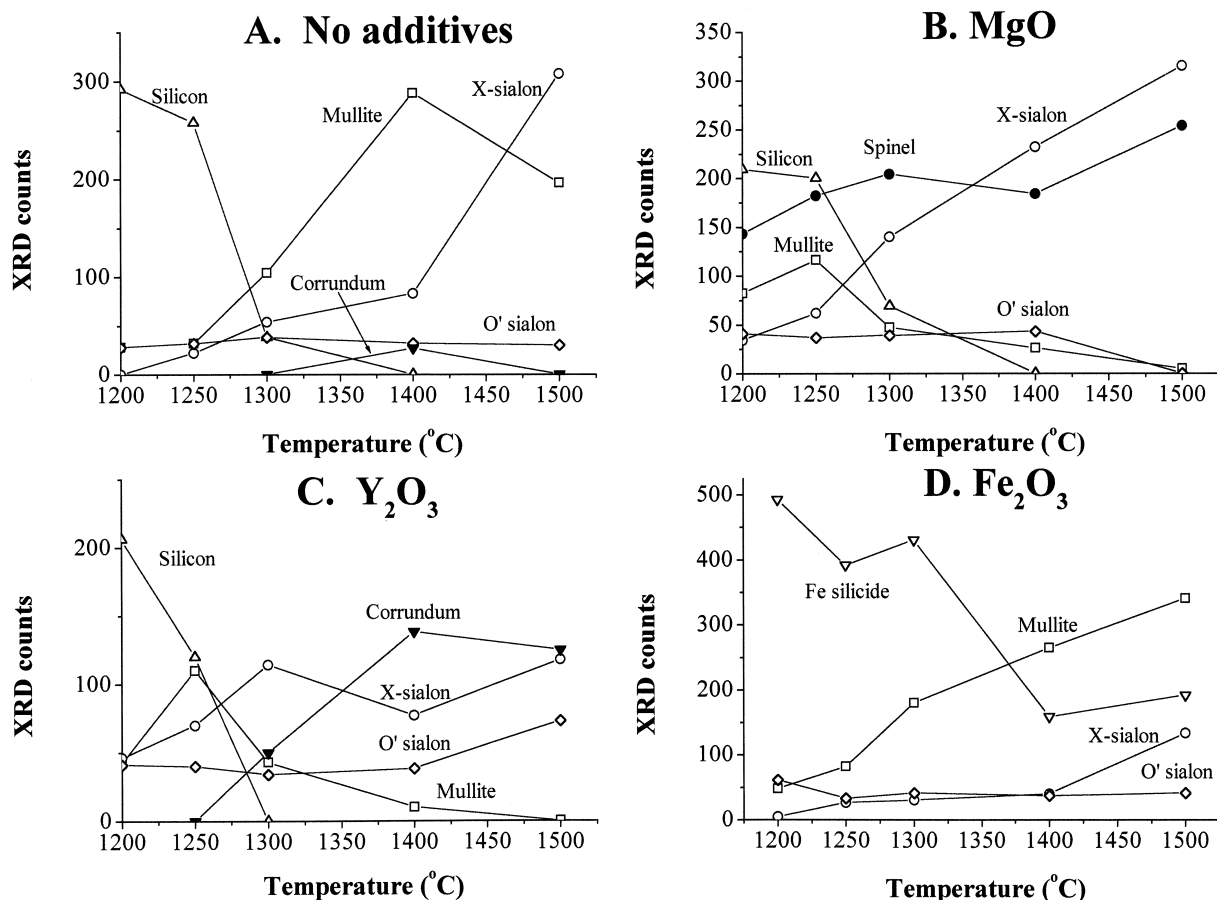 A. No additives
300
200
100
0
XRD counts
Silicon
Mullite
X-sialon
Corrundum
O' sialon
1200 1250 1300 1350 1400 1450 1500
Temperature (°C)
B. MgO
350
300
250
200
150
100
50
0
XRD counts
Silicon
Spinel
X-sialon
Mullite
O' sialon
1200 1250 1300 1350 1400 1450 1500
Temperature (°C)
C. Y2O3
200
100
0
XRD counts
Silicon
Corrundum
X-sialon
O' sialon
Mullite
1200 1250 1300 1350 1400 1450 1500
Temperature (°C)
D. Fe2O3
500
400
300
200
100
0
XRD counts
Fe silicide
Mullite
X-sialon
O' sialon
1200 1250 1300 1350 1400 1450 1500
Temperature (°C)